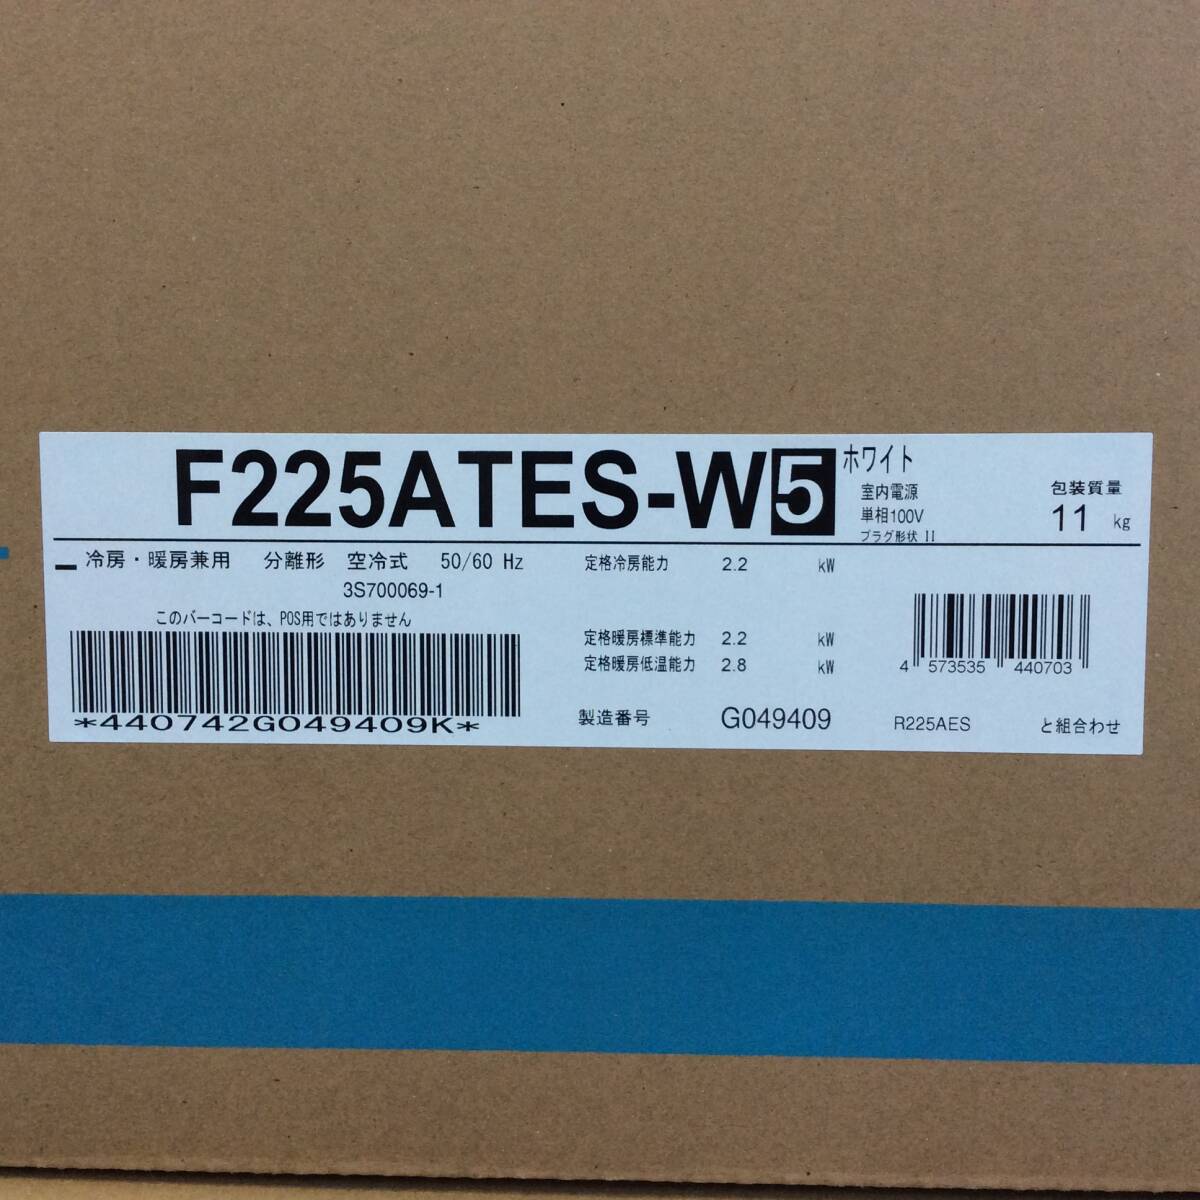 F225ATES-W5 ホワイト
室内電源
単相100V
プラグ形状 II
包装質量
11 kg
冷房・暖房兼用 分離形 空冷式 50/60 Hz
3S700069-1
このバーコードは、POS用ではありません
*440742G049409K*
定格冷房能力 2.2 kW
定格暖房標準能力 2.2 kW
定格暖房低温能力 2.8 kW
製造番号 G049409
4 573535 440703
R225AES と組合わせ